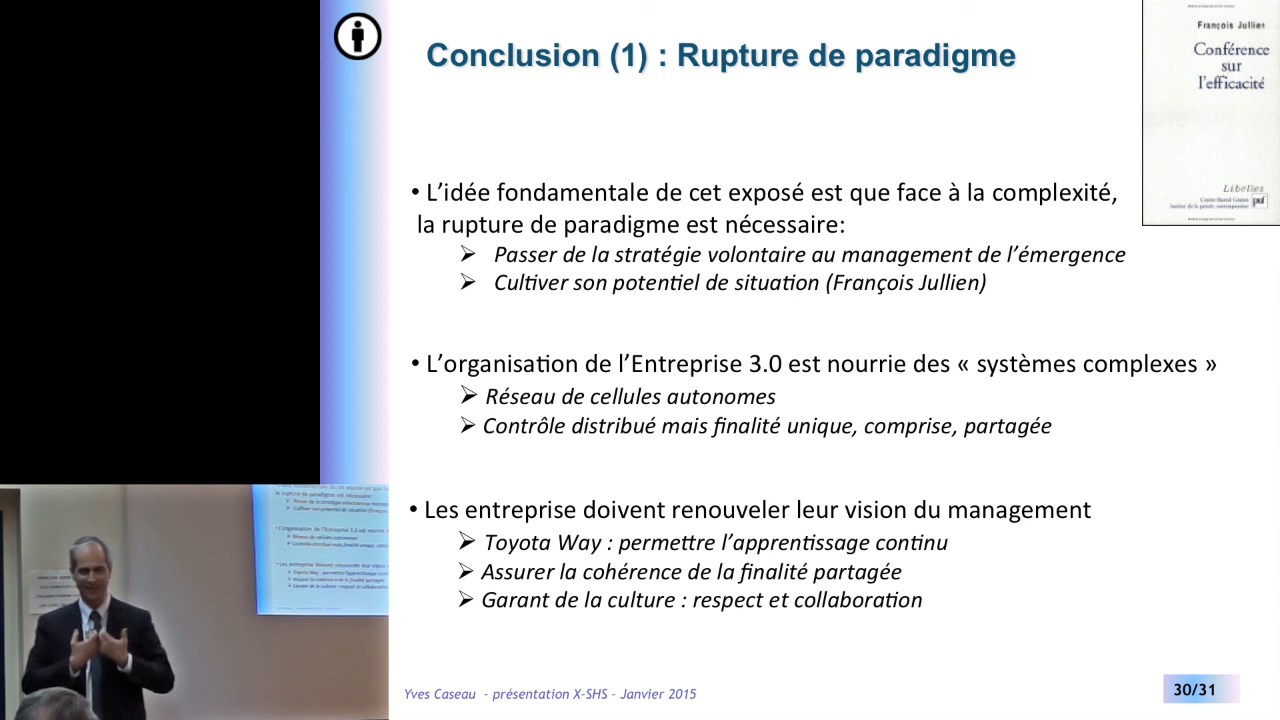 Conclusion (1) : Rupture de paradigme
François Jullien
Conférence
sur
l'efficacité
Libelles
puf
• L'idée fondamentale de cet exposé est que face à la complexité,
la rupture de paradigme est nécessaire:
➢ Passer de la stratégie volontaire au management de l'émergence
➢ Cultiver son potentiel de situation (François Jullien)
• L'organisation de l'Entreprise 3.0 est nourrie des « systèmes complexes »
➢ Réseau de cellules autonomes
➢ Contrôle distribué mais finalité unique, comprise, partagée
• Les entreprise doivent renouveler leur vision du management
➢ Toyota Way : permettre l'apprentissage continu
➢ Assurer la cohérence de la finalité partagée
➢ Garant de la culture : respect et collaboration
Yves Caseau - présentation X-SHS – Janvier 2015
30/31